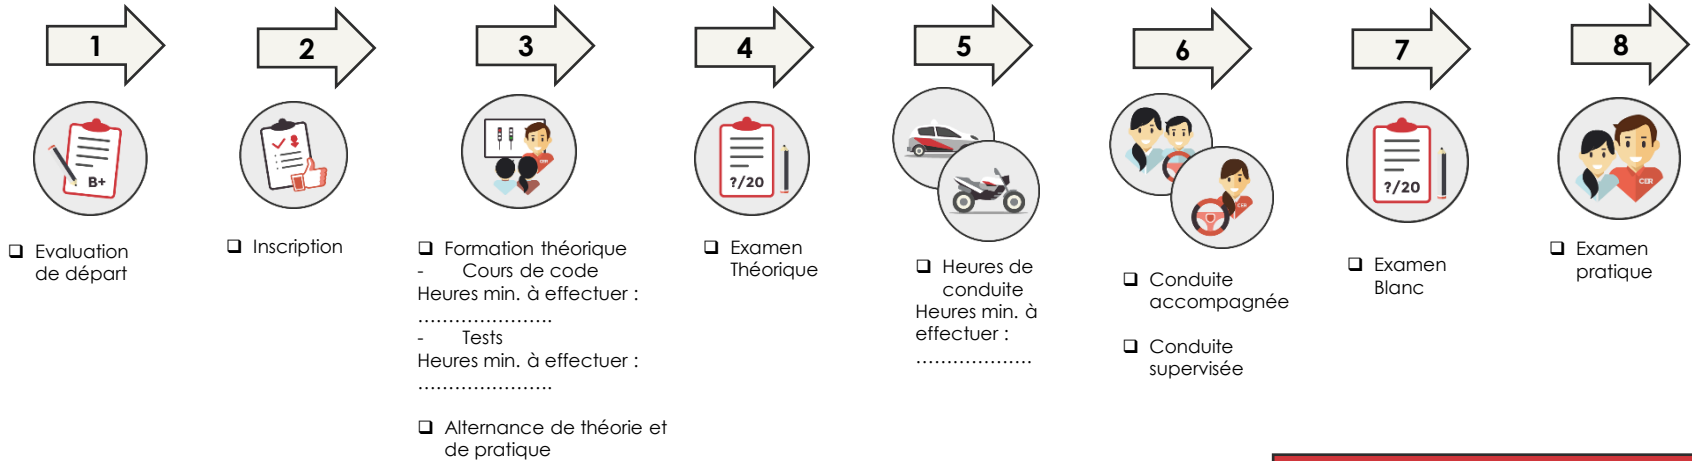 1
2
3
4
5
6
7
8
B+
?/20
?/20
CER
Evaluation
de départ
Inscription
Formation théorique
- Cours de code
Heures min. à effectuer :
......................
- Tests
Heures min. à effectuer :
......................
Alternance de théorie et
de pratique
Examen
Théorique
Heures de
conduite
Heures min. à
effectuer :
...................
Conduite
accompagnée
Conduite
supervisée
Examen
Blanc
Examen
pratique